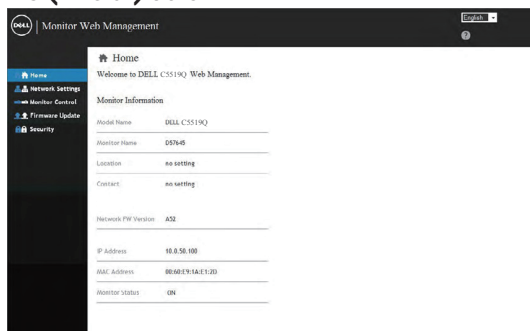 DELL Monitor Web Management
English
Home
Welcome to DELL C5519Q Web Management.
Home
Network Settings
Monitor Control
Firmware Update
Security
Monitor Information
Model Name DELL C5519Q
Monitor Name D57645
Location no setting
Contact no setting
Network FW Version A52
IP Address 10.0.50.100
MAC Address 00:60:E9:1A:E1:2D
Monitor Status ON